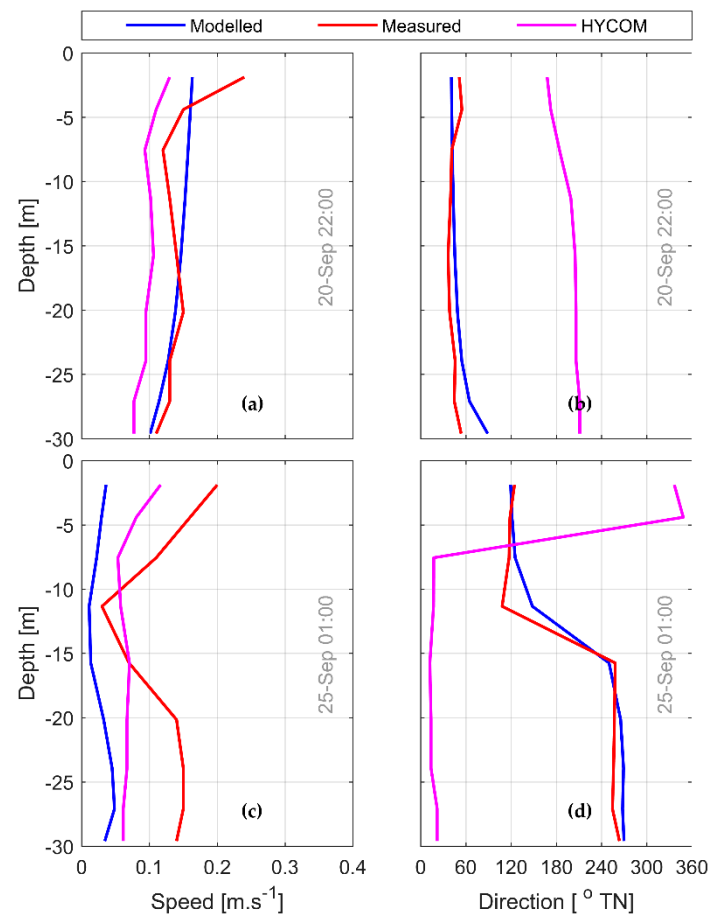 Modelled Measured HYCOM
0
-5
-10
-15
-20
-25
-30
Depth [m]
20-Sep 22:00
(a)
20-Sep 22:00
(b)
0
-5
-10
-15
-20
-25
-30
Depth [m]
25-Sep 01:00
(c)
25-Sep 01:00
(d)
0 0.1 0.2 0.3 0.4
Speed [m.s⁻¹]
0 60 120 180 240 300 360
Direction [ ° TN]